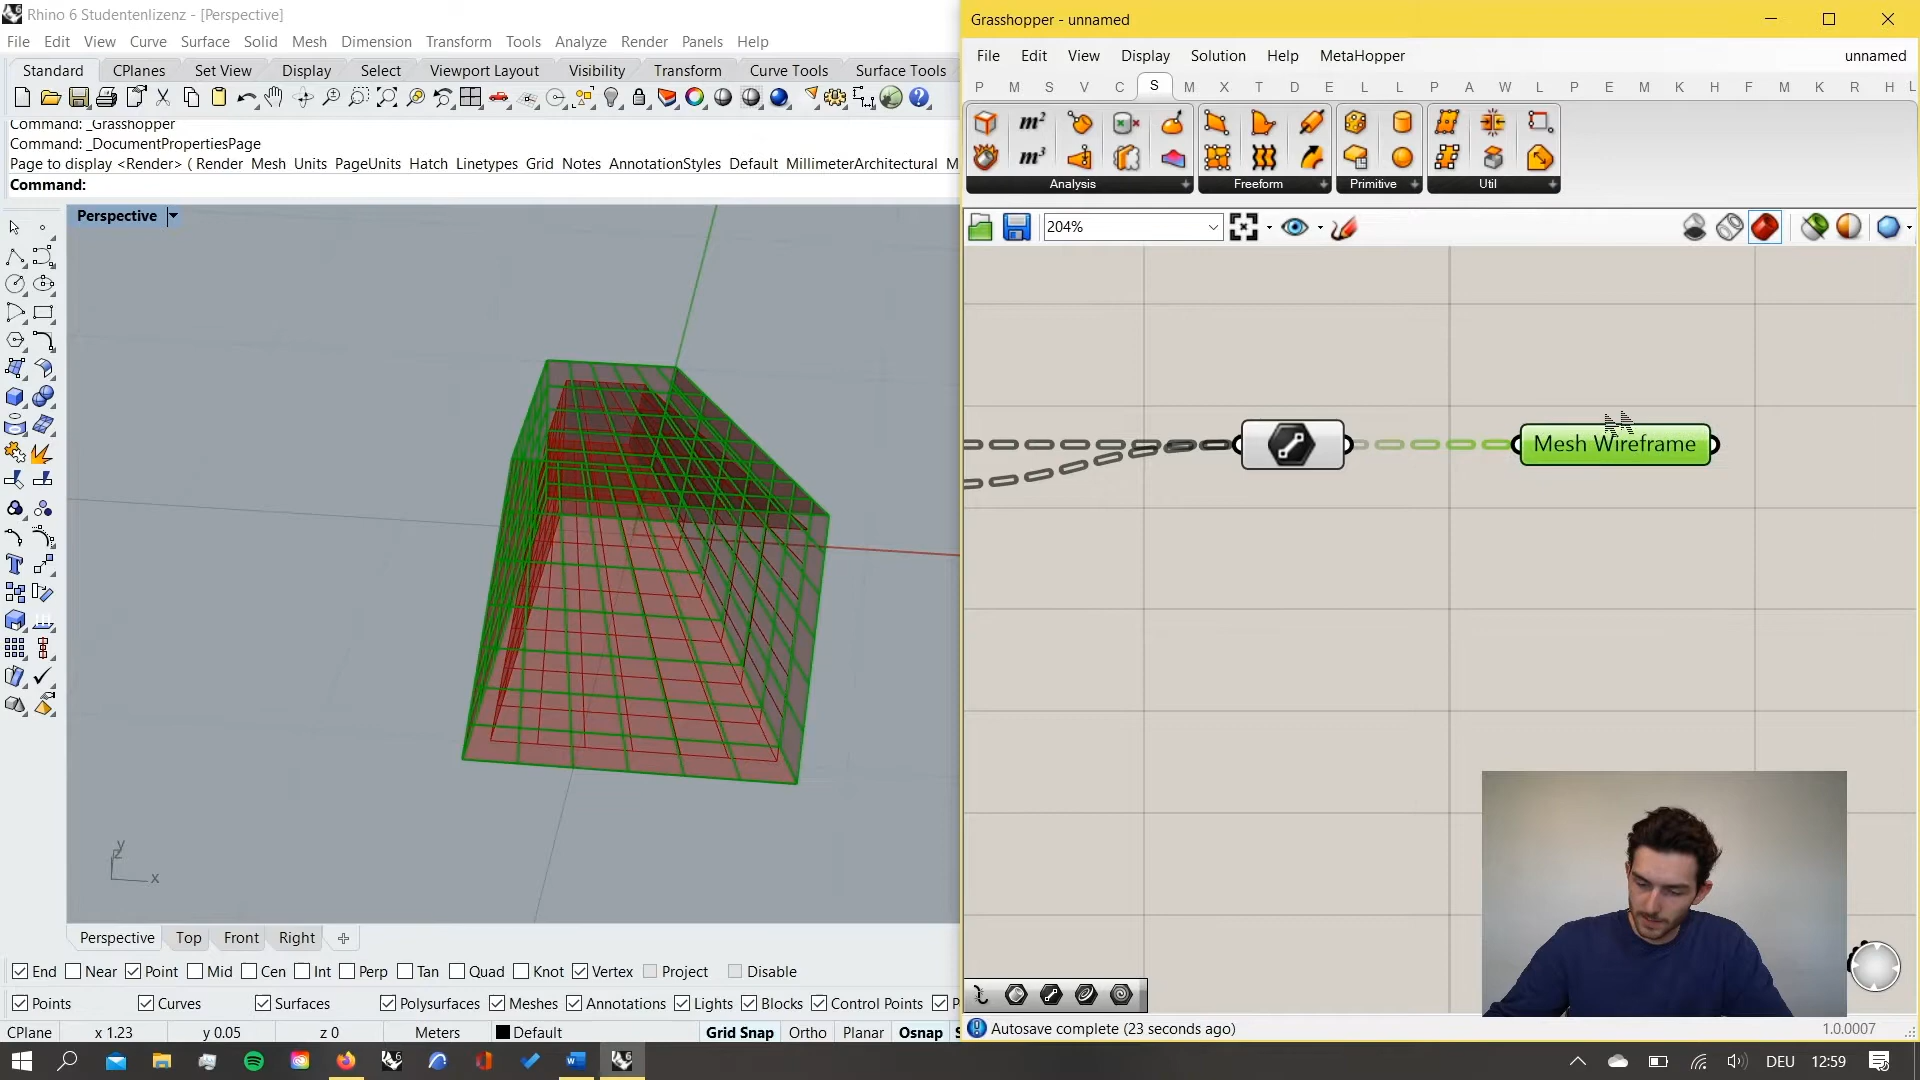 Rhino 6 Studentenlizenz - [Perspective]
File Edit View Curve Surface Solid Mesh Dimension Transform Tools Analyze Render Panels Help
Standard CPlanes Set View Display Select Viewport Layout Visibility Transform Curve Tools Surface Tools
Command: _Grasshopper
Command: _DocumentPropertiesPage
Page to display <Render> ( Render Mesh Units PageUnits Hatch Linetypes Grid Notes AnnotationStyles Default MillimeterArchitectural M
Command:
Perspective
y
z
x
Perspective Top Front Right
End Near Point Mid Cen Int Perp Tan Quad Knot Vertex Project Disable
Points Curves Surfaces Polysurfaces Meshes Annotations Lights Blocks Control Points P
CPlane x 1.23 y 0.05 z 0 Meters Default Grid Snap Ortho Planar Osnap S
Grasshopper - unnamed
File Edit View Display Solution Help MetaHopper unnamed
P M S V C S M X T D E L L P A W L T P E M K H F M K R H L
m²
m³
Analysis Freeform Primitive Util
204%
Mesh Wireframe
Autosave complete (23 seconds ago) 1.0.0007
DEU 12:59